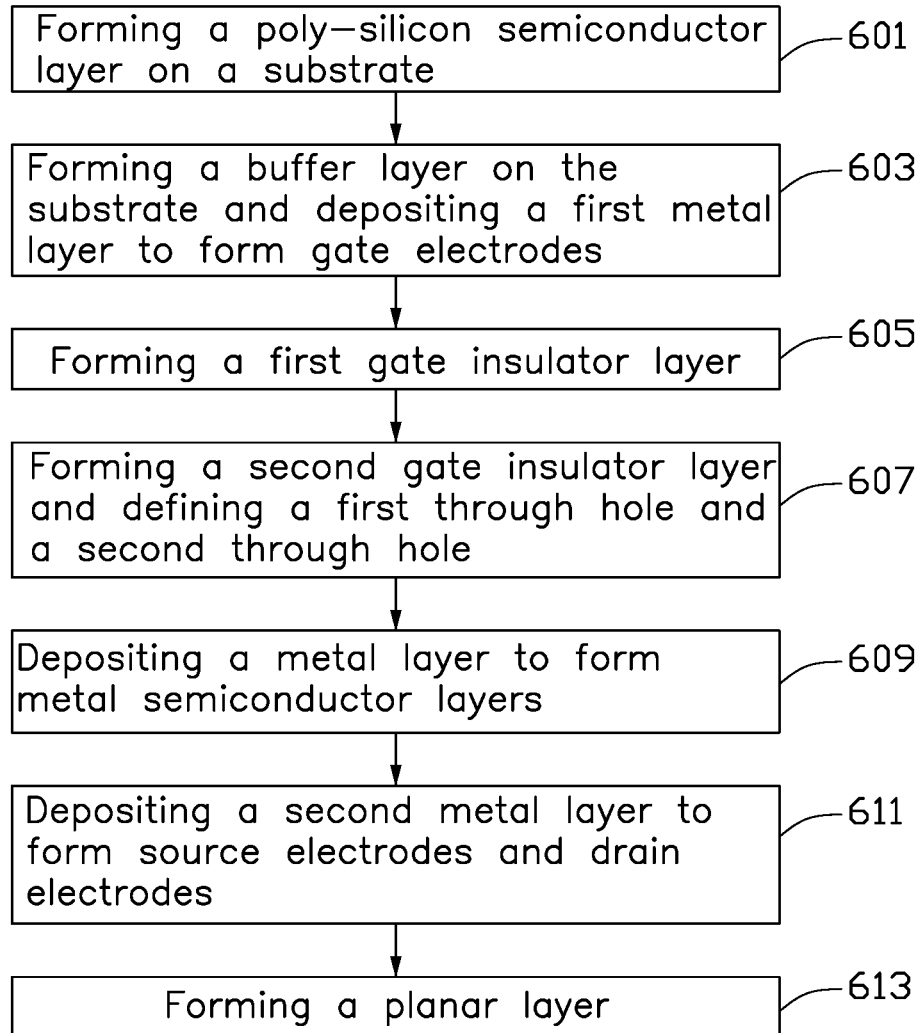 Forming a poly-silicon semiconductor
layer on a substrate
601
Forming a buffer layer on the
substrate and depositing a first metal
layer to form gate electrodes
603
Forming a first gate insulator layer
605
Forming a second gate insulator layer
and defining a first through hole and
a second through hole
607
Depositing a metal layer to form
metal semiconductor layers
609
Depositing a second metal layer to
form source electrodes and drain
electrodes
611
Forming a planar layer
613